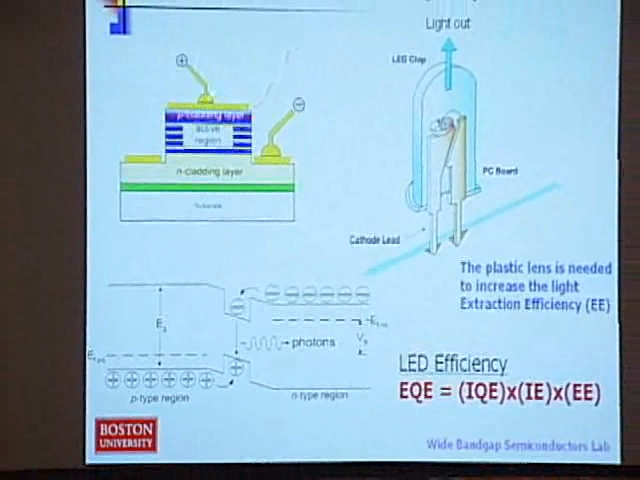 Light out
LED Chip
p-cladding layer
active
region
n-cladding layer
Substrate
PC Board
Cathode Lead
The plastic lens is needed
to increase the light
Extraction Efficiency (EE)
photons
p-type region
n-type region
LED Efficiency
EQE = (IQE)x(IE)x(EE)
BOSTON
UNIVERSITY
Wide Bandgap Semiconductors Lab